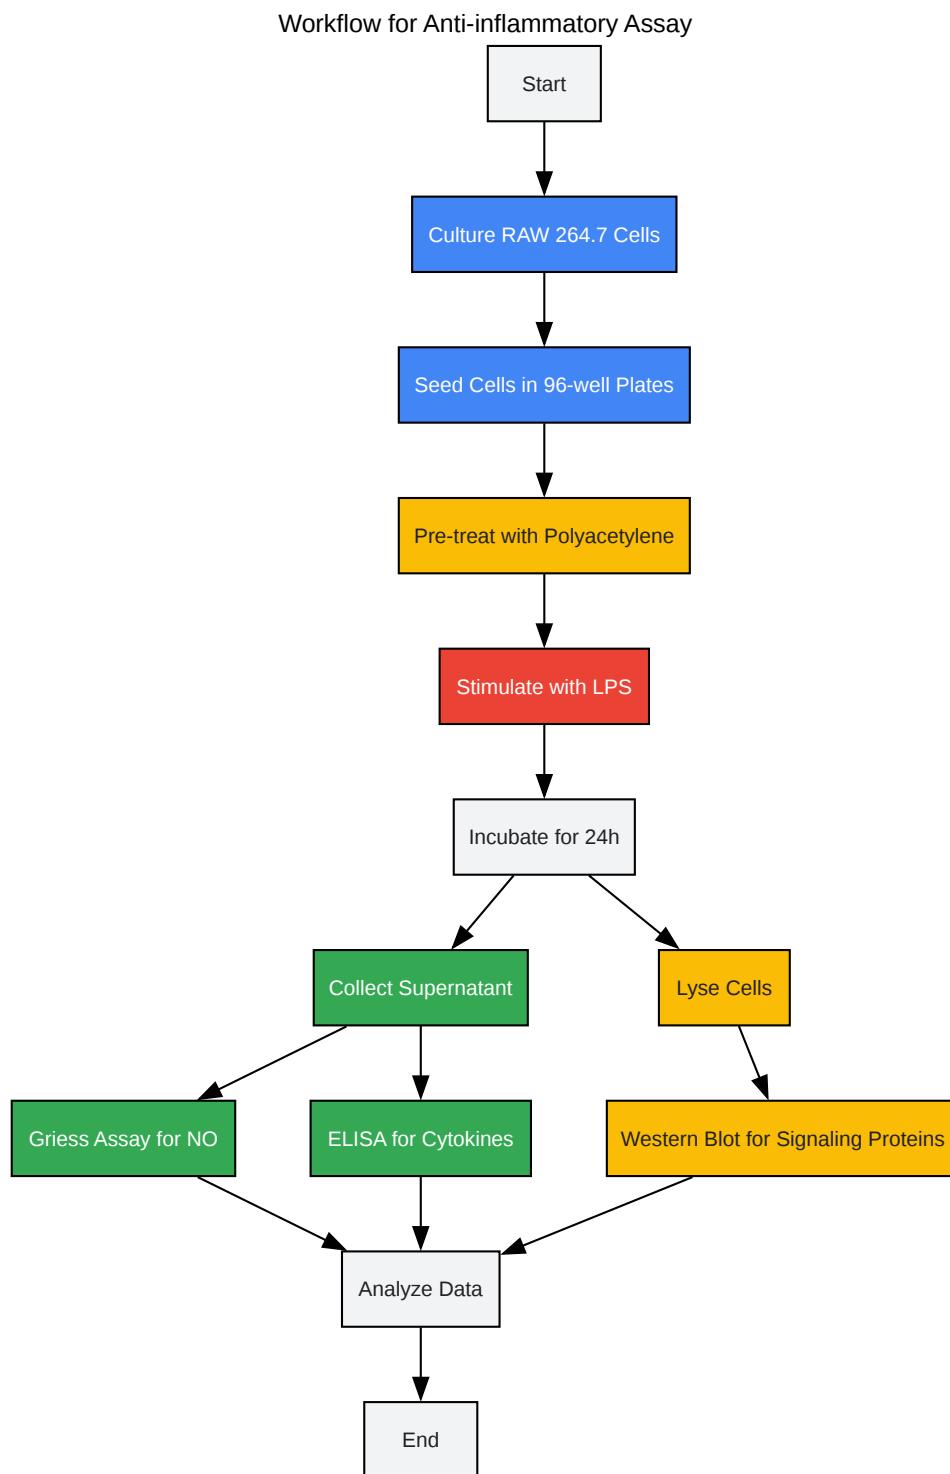 Workflow for Anti-inflammatory Assay
Start
Culture RAW 264.7 Cells
Seed Cells in 96-well Plates
Pre-treat with Polyacetylene
Stimulate with LPS
Incubate for 24h
Collect Supernatant
Lyse Cells
Griess Assay for NO
ELISA for Cytokines
Western Blot for Signaling Proteins
Analyze Data
End